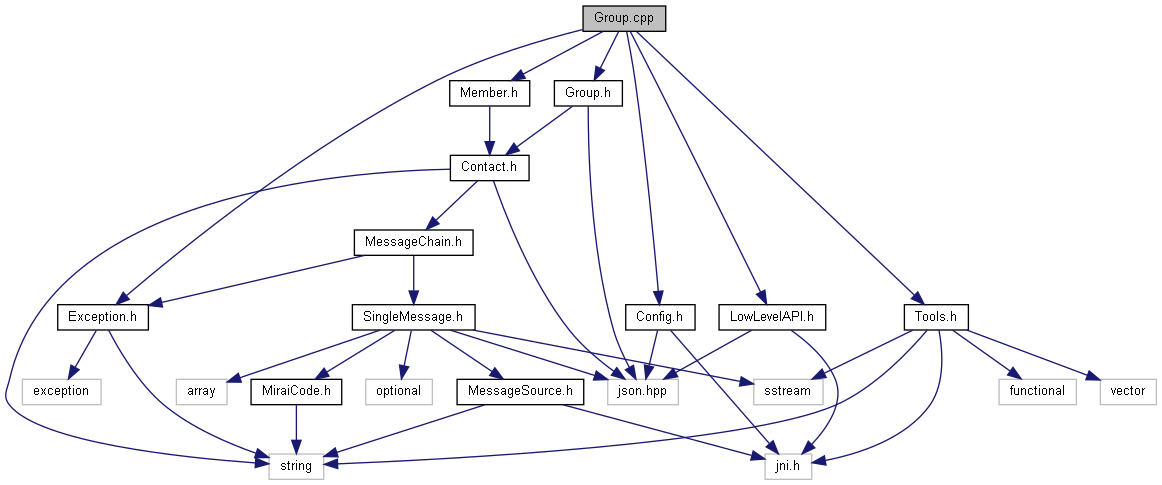 Group.cpp
Member.h
Group.h
Contact.h
MessageChain.h
Exception.h
SingleMessage.h
Config.h
LowLevelAPI.h
Tools.h
exception
array
MiraiCode.h
optional
MessageSource.h
json.hpp
sstream
functional
vector
string
jni.h